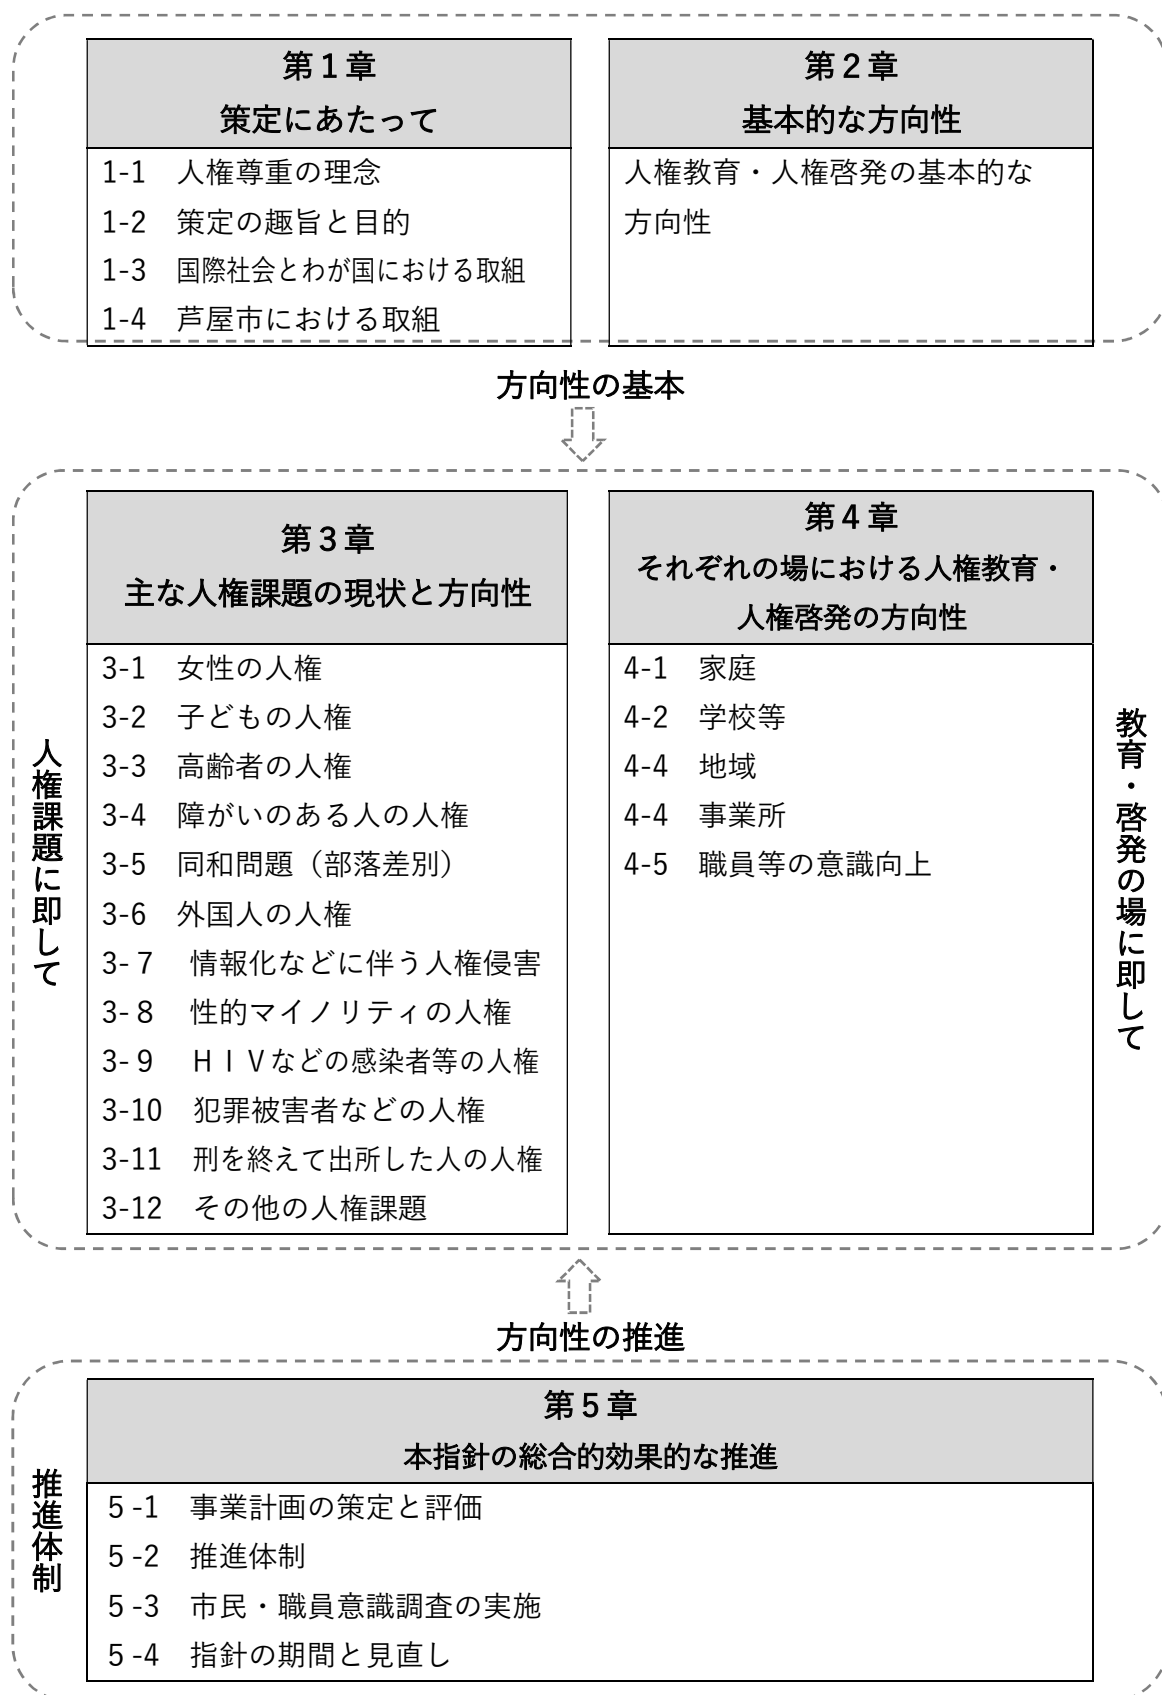 第1章
策定にあたって
1-1 人権尊重の理念
1-2 策定の趣旨と目的
1-3 国際社会とわが国における取組
1-4 芦屋市における取組
第2章
基本的な方向性
人権教育・人権啓発の基本的な
方向性
方向性の基本
人権課題に即して
第3章
主な人権課題の現状と方向性
3-1 女性の人権
3-2 子どもの人権
3-3 高齢者の人権
3-4 障がいのある人の人権
3-5 同和問題（部落差別）
3-6 外国人の人権
3-7 情報化などに伴う人権侵害
3-8 性的マイノリティの人権
3-9 ＨＩＶなどの感染者等の人権
3-10 犯罪被害者などの人権
3-11 刑を終えて出所した人の人権
3-12 その他の人権課題
第4章
それぞれの場における人権教育・
人権啓発の方向性
4-1 家庭
4-2 学校等
4-4 地域
4-4 事業所
4-5 職員等の意識向上
教育・啓発の場に即して
方向性の推進
推進体制
第5章
本指針の総合的効果的な推進
5-1 事業計画の策定と評価
5-2 推進体制
5-3 市民・職員意識調査の実施
5-4 指針の期間と見直し